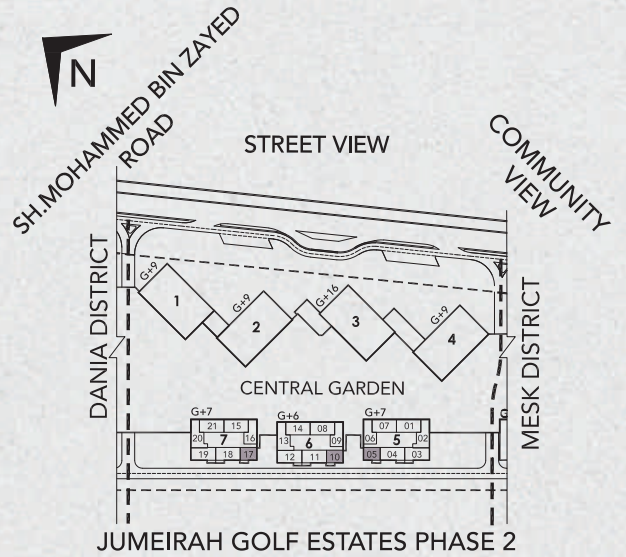 N
SH.MOHAMMED BIN ZAYED
ROAD
STREET VIEW
COMMUNITY
VIEW
DANIA DISTRICT
MESK DISTRICT
G+9
1
G+9
2
G+16
3
G+9
4
CENTRAL GARDEN
G+7
21 15
20 7 16
19 18 17
G+6
14 08
13 6 09
12 11 10
G+7
07 01
06 5 02
05 04 03
G
JUMEIRAH GOLF ESTATES PHASE 2